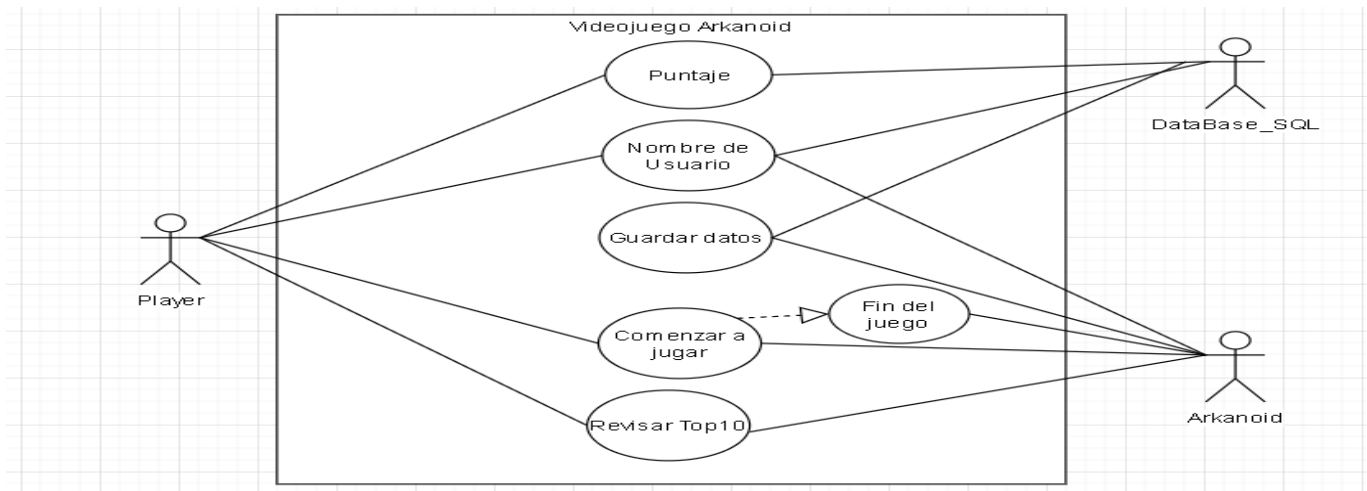 Videojuego Arkanoid
Puntaje
DataBase_SQL
Nombre de
Usuario
Guardar datos
Player
Fin del
juego
Comenzar a
jugar
Arkanoid
Revisar Top10